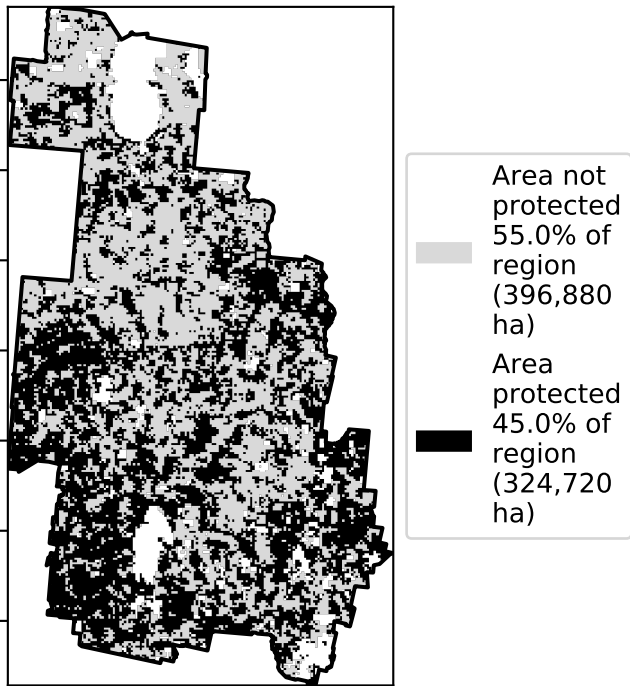 Area not
protected
55.0% of
region
(396,880
ha)
Area
protected
45.0% of
region
(324,720
ha)